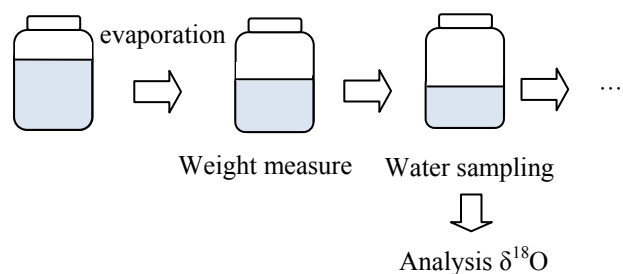 evaporation
…
Weight measure
Water sampling
Analysis δ¹⁸O